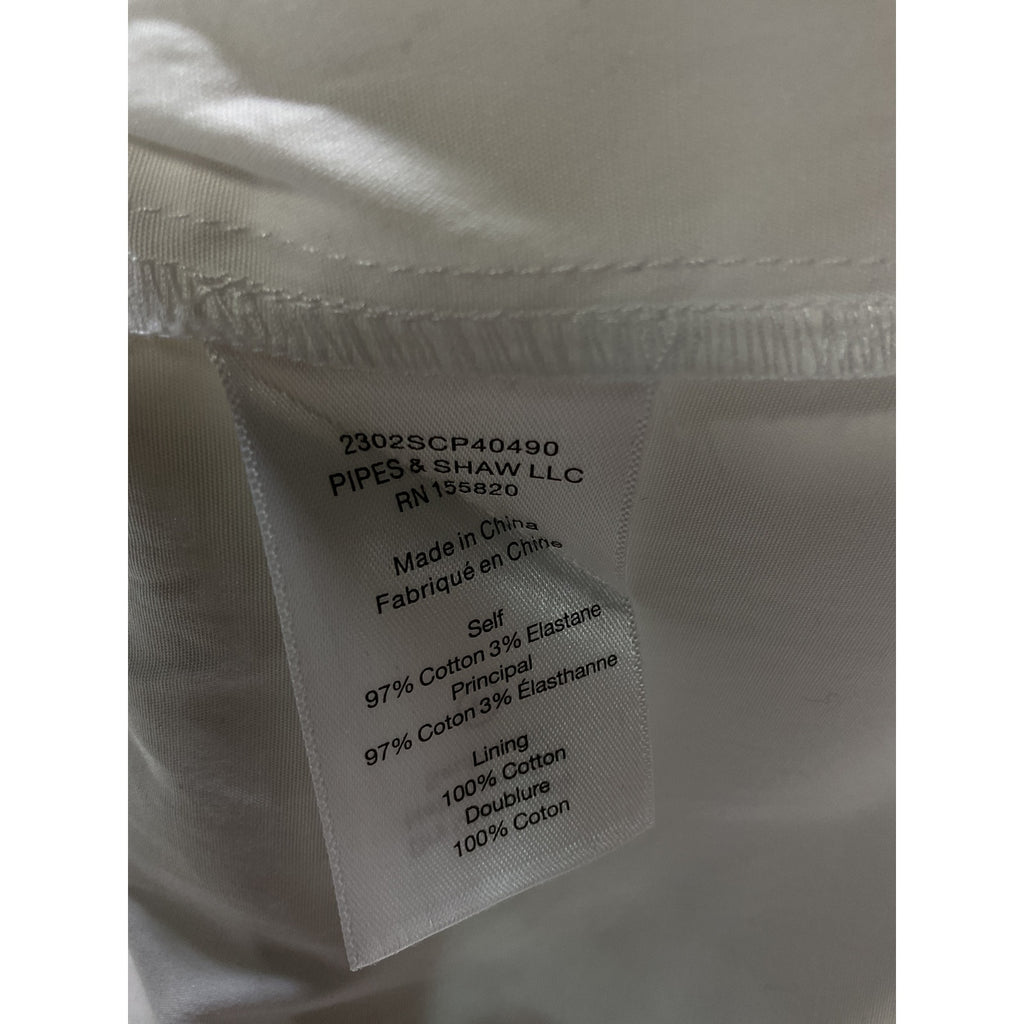 2302SCP40490
PIPES & SHAW LLC
RN 155820
Made in China
Fabriqué en Chine
Self
97% Cotton 3% Elastane
Principal
97% Coton 3% Élasthanne
Lining
100% Cotton
Doublure
100% Coton